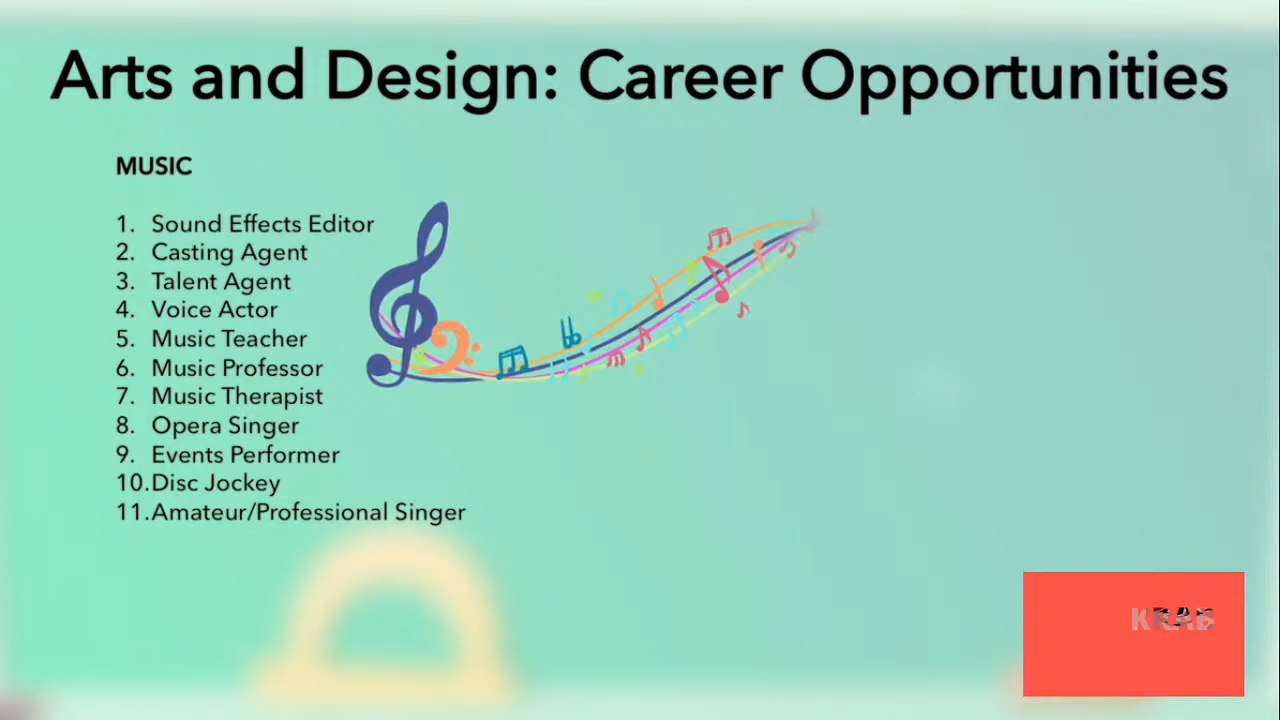 Arts and Design: Career Opportunities
MUSIC
1. Sound Effects Editor
2. Casting Agent
3. Talent Agent
4. Voice Actor
5. Music Teacher
6. Music Professor
7. Music Therapist
8. Opera Singer
9. Events Performer
10.Disc Jockey
11.Amateur/Professional Singer